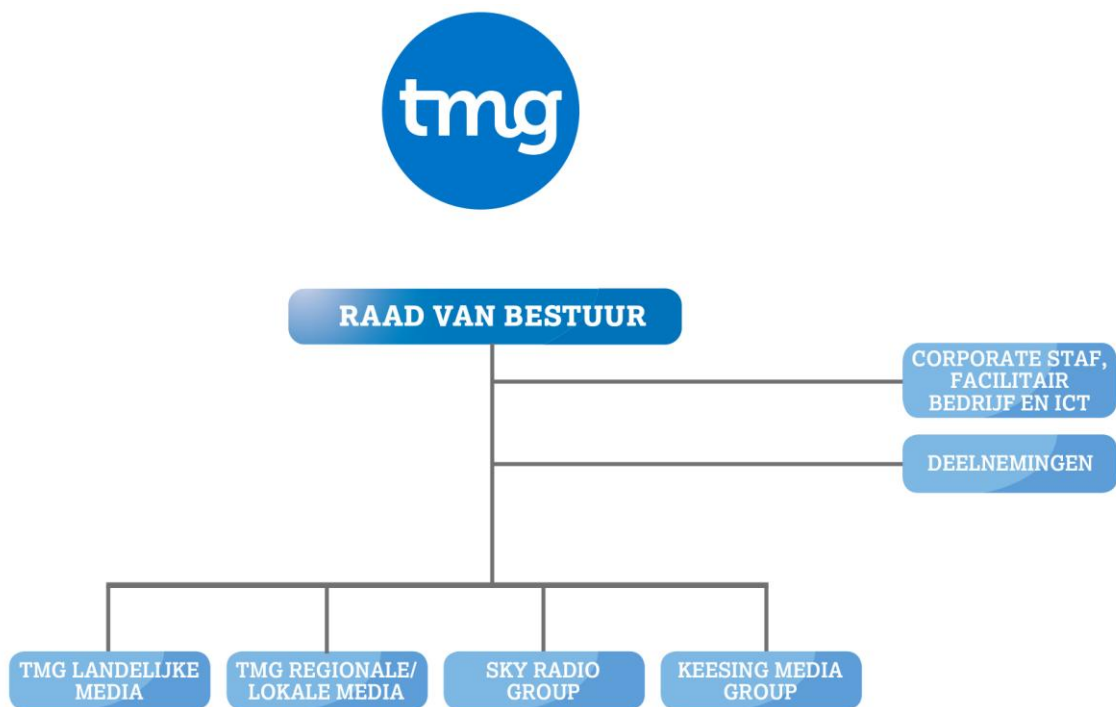 tmg
RAAD VAN BESTUUR
CORPORATE STAF,
FACILITAIR
BEDRIJF EN ICT
DEELNEMINGEN
TMG LANDELIJKE
MEDIA
TMG REGIONALE/
LOKALE MEDIA
SKY RADIO
GROUP
KEESING MEDIA
GROUP